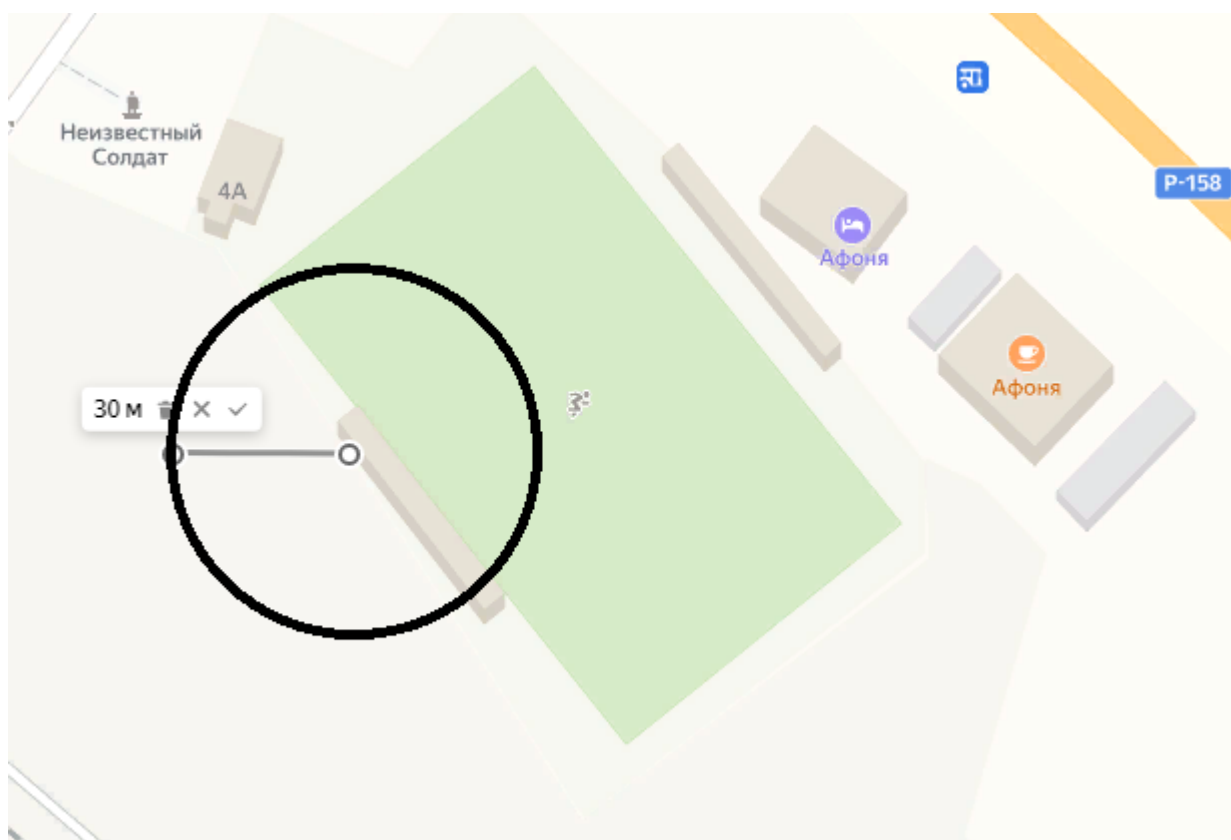 Неизвестный
Солдат
4А
Р-158
Афоня
Афоня
30 м